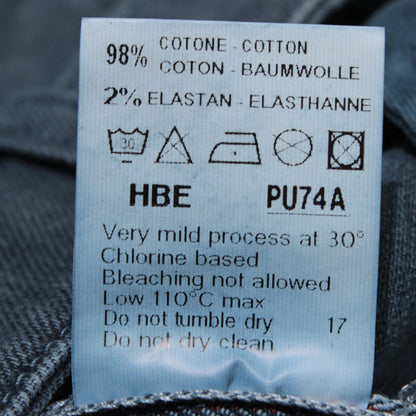 98% COTONE - COTTON
COTON - BAUMWOLLE
2% ELASTAN - ELASTHANNE
30
HBE PU74A
Very mild process at 30°
Chlorine based
Bleaching not allowed
Low 110°C max
Do not tumble dry 17
Do not dry clean